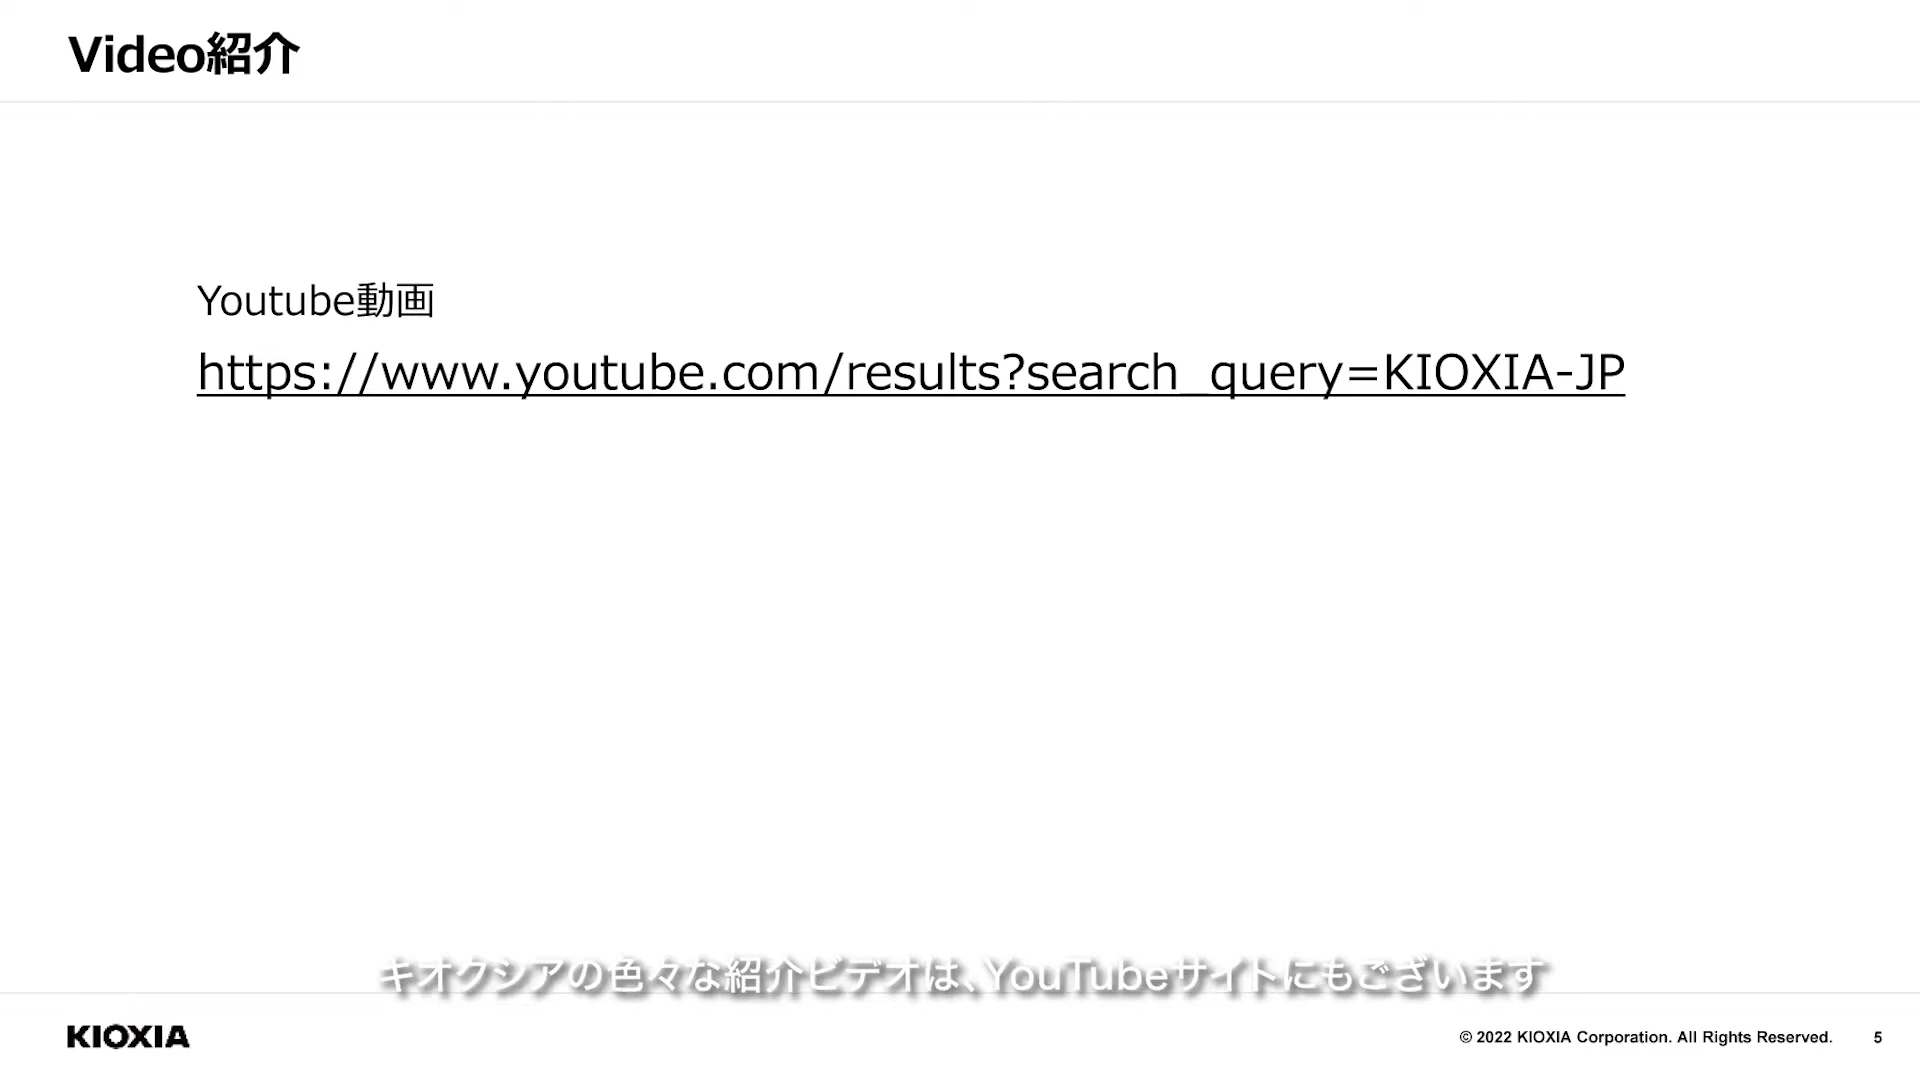 Video紹介
Youtube動画
https://www.youtube.com/results?search_query=KIOXIA-JP
キオクシアの色々な紹介ビデオは、YouTubeサイトにもございます
KIOXIA
© 2022 KIOXIA Corporation. All Rights Reserved. 5